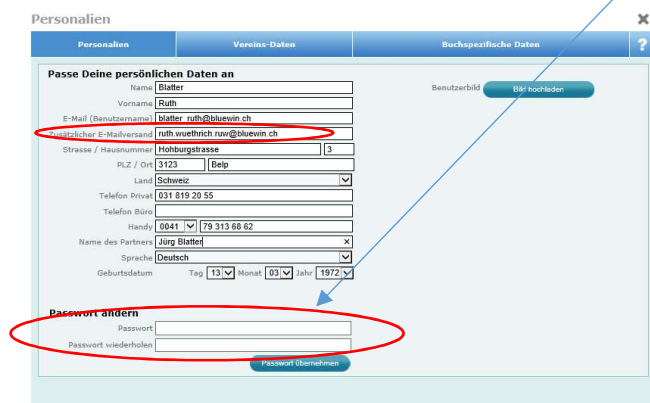 Personalien
Personalien Vereins-Daten Buchspezifische Daten ?
Passe Deine persönlichen Daten an
Name Blatter
Benutzerbild Bild hochladen
Vorname Ruth
E-Mail (Benutzername) blatter_ruth@bluewin.ch
Zusätzlicher E-Mailversand ruth.wuethrich.ruw@bluewin.ch
Strasse / Hausnummer Hohburgstrasse 3
PLZ / Ort 3123 Belp
Land Schweiz
Telefon Privat 031 819 20 55
Telefon Büro
Handy 0041 79 313 68 62
Name des Partners Jürg Blatter
Sprache Deutsch
Geburtsdatum Tag 13 Monat 03 Jahr 1972
Passwort ändern
Passwort
Passwort wiederholen
Passwort übernehmen